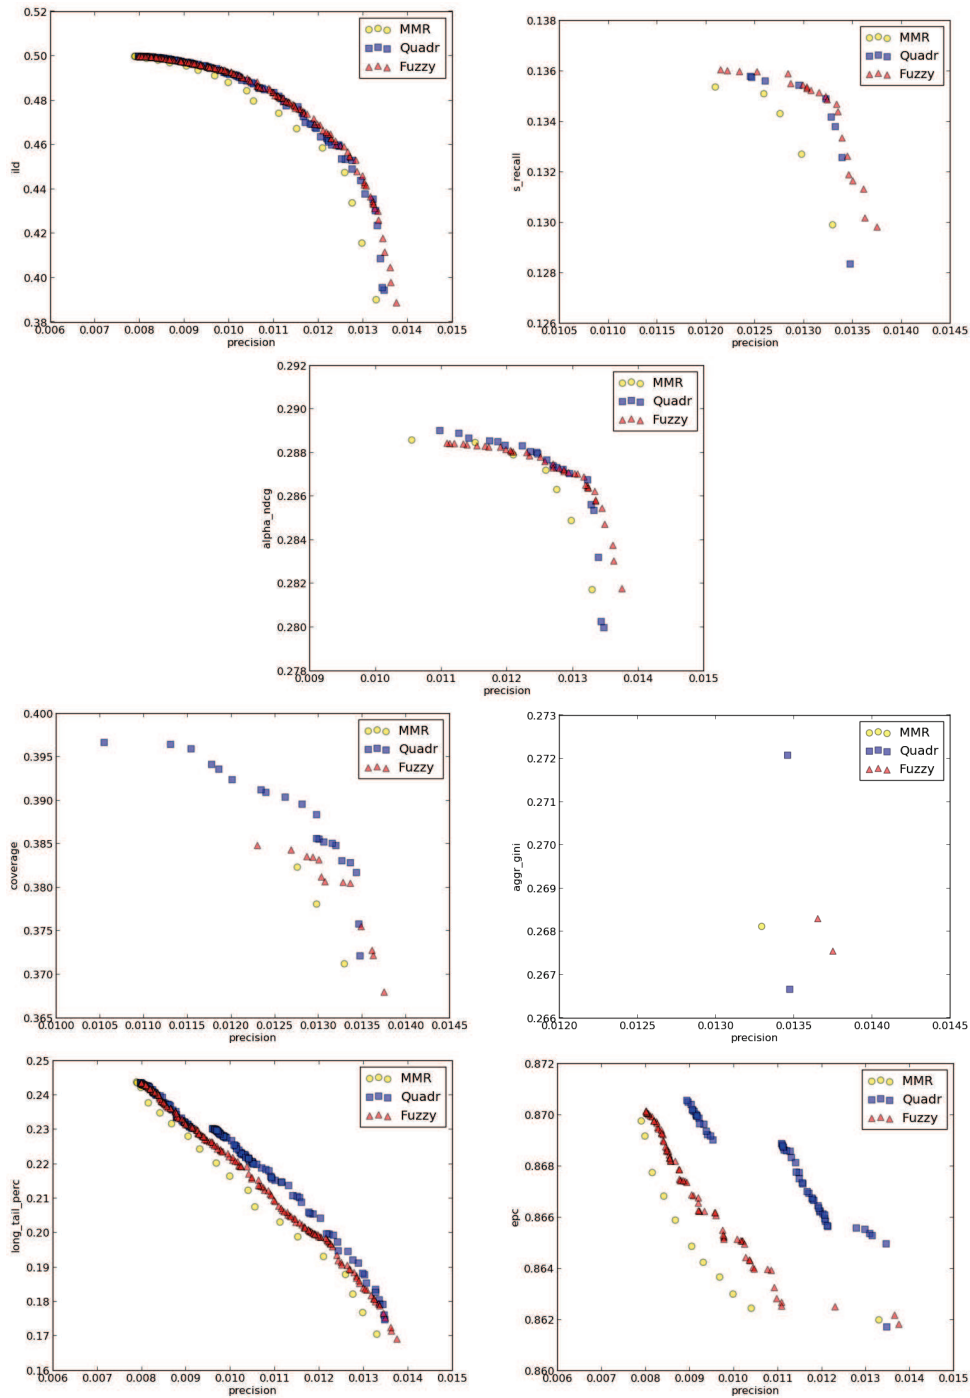 0.52
0.50
0.48
0.46
0.44
0.42
0.40
0.38
ild
0.006 0.007 0.008 0.009 0.010 0.011 0.012 0.013 0.014 0.015
precision
MMR
Quadr
Fuzzy
0.138
0.136
0.134
0.132
0.130
0.128
0.126
s_recall
0.0105 0.0110 0.0115 0.0120 0.0125 0.0130 0.0135 0.0140 0.0145
precision
MMR
Quadr
Fuzzy
0.292
0.290
0.288
0.286
0.284
0.282
0.280
0.278
alpha_ndcg
0.009 0.010 0.011 0.012 0.013 0.014 0.015
precision
MMR
Quadr
Fuzzy
0.400
0.395
0.390
0.385
0.380
0.375
0.370
0.365
coverage
0.0100 0.0105 0.0110 0.0115 0.0120 0.0125 0.0130 0.0135 0.0140 0.0145
precision
MMR
Quadr
Fuzzy
0.273
0.272
0.271
0.270
0.269
0.268
0.267
0.266
aggr_gini
0.0120 0.0125 0.0130 0.0135 0.0140 0.0145
precision
MMR
Quadr
Fuzzy
0.25
0.24
0.23
0.22
0.21
0.20
0.19
0.18
0.17
0.16
long_tail_perc
0.006 0.007 0.008 0.009 0.010 0.011 0.012 0.013 0.014 0.015
precision
MMR
Quadr
Fuzzy
0.872
0.870
0.868
0.866
0.864
0.862
0.860
epc
0.006 0.007 0.008 0.009 0.010 0.011 0.012 0.013 0.014 0.015
precision
MMR
Quadr
Fuzzy